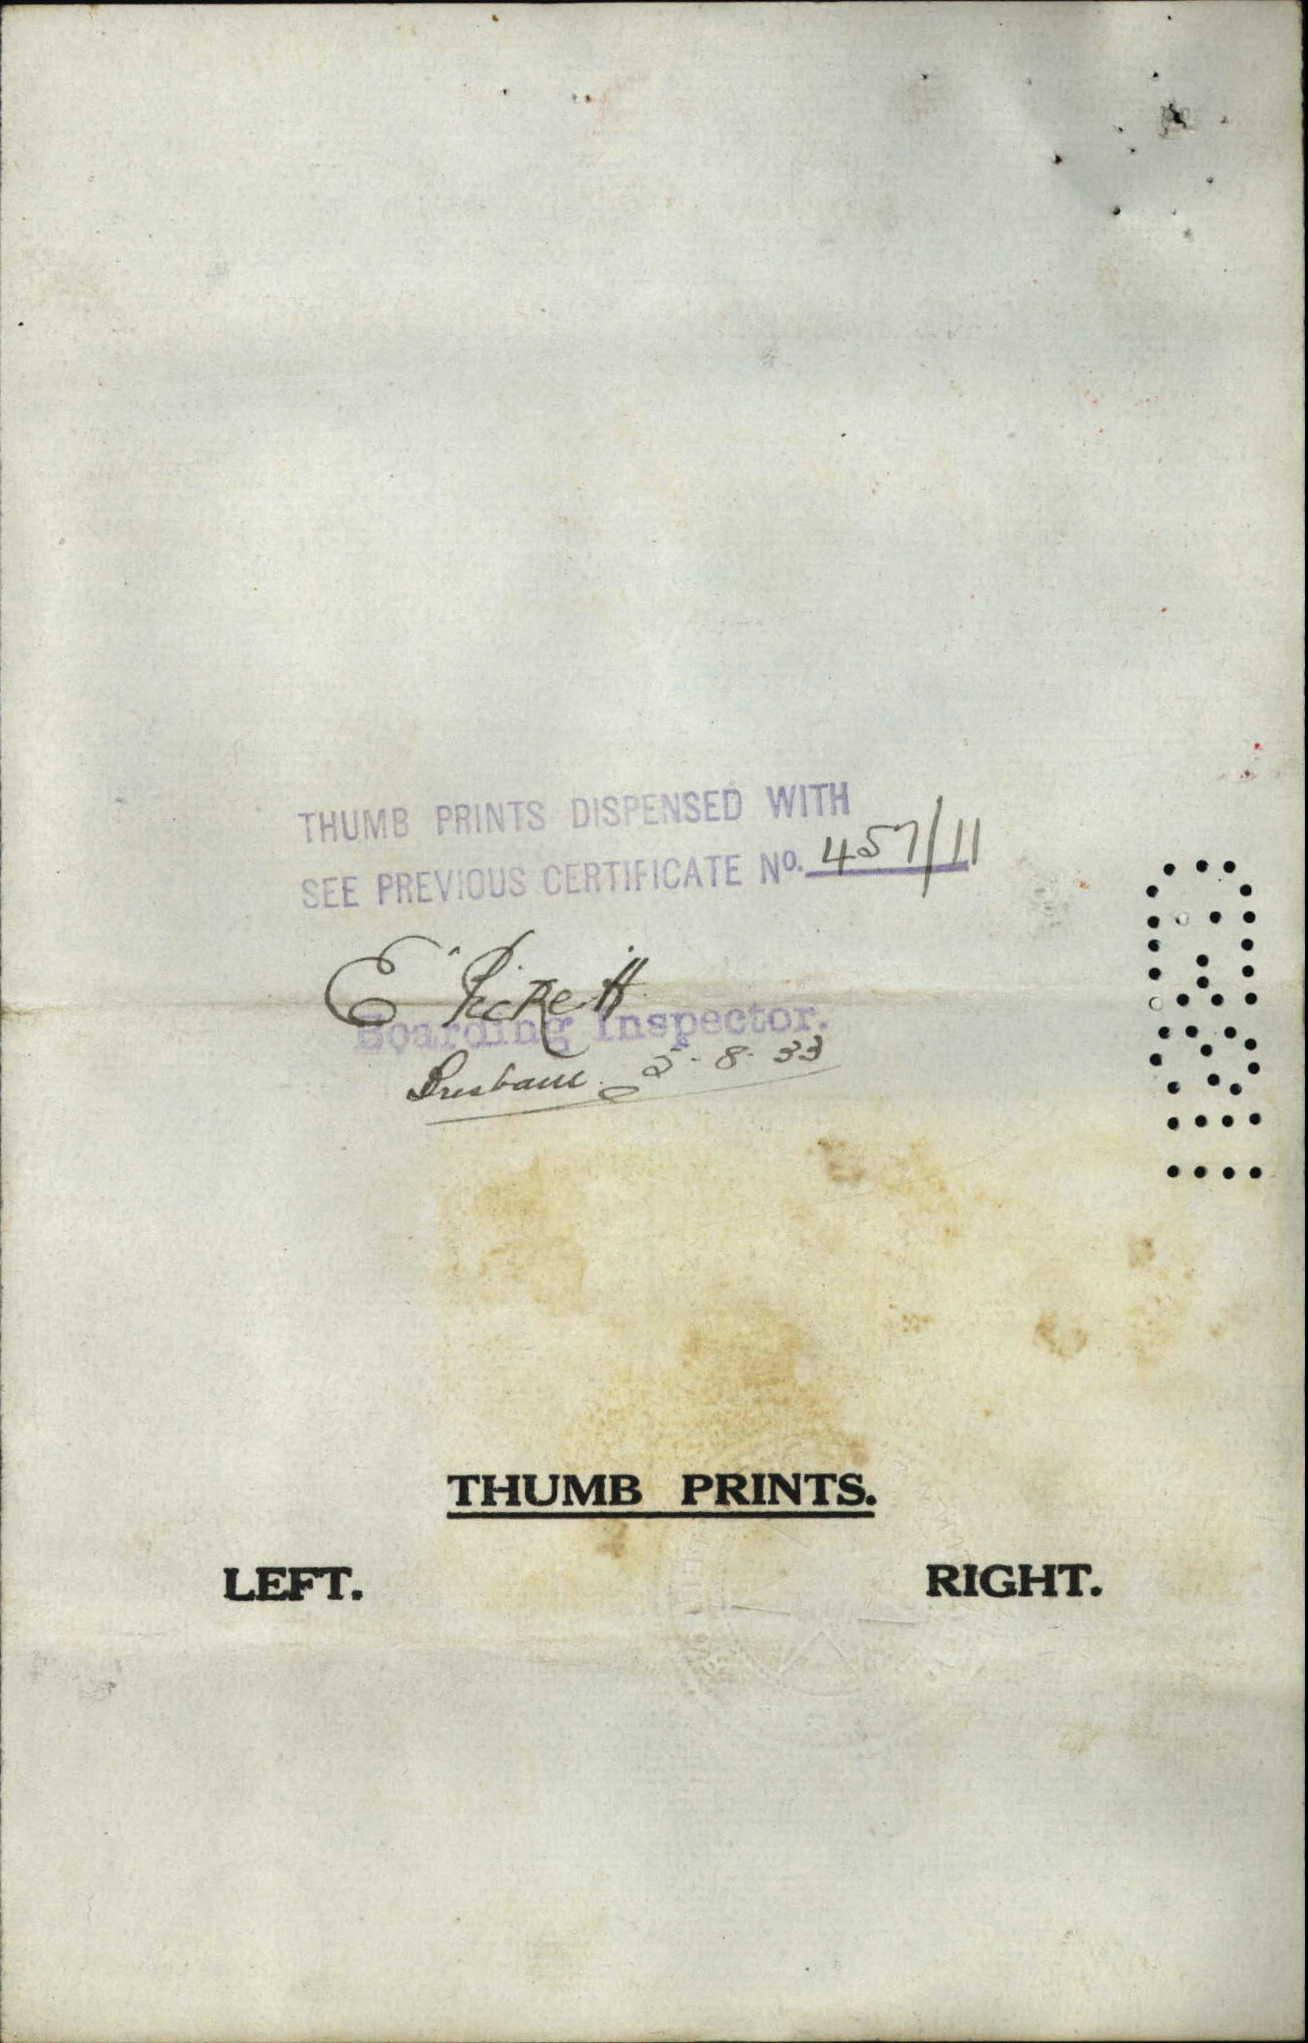 THUMB PRINTS DISPENSED WITH
SEE PREVIOUS CERTIFICATE No. 457/11
E Pickett
Boarding Inspector.
Brisbane 5-8-33
THUMB PRINTS.
LEFT.
RIGHT.